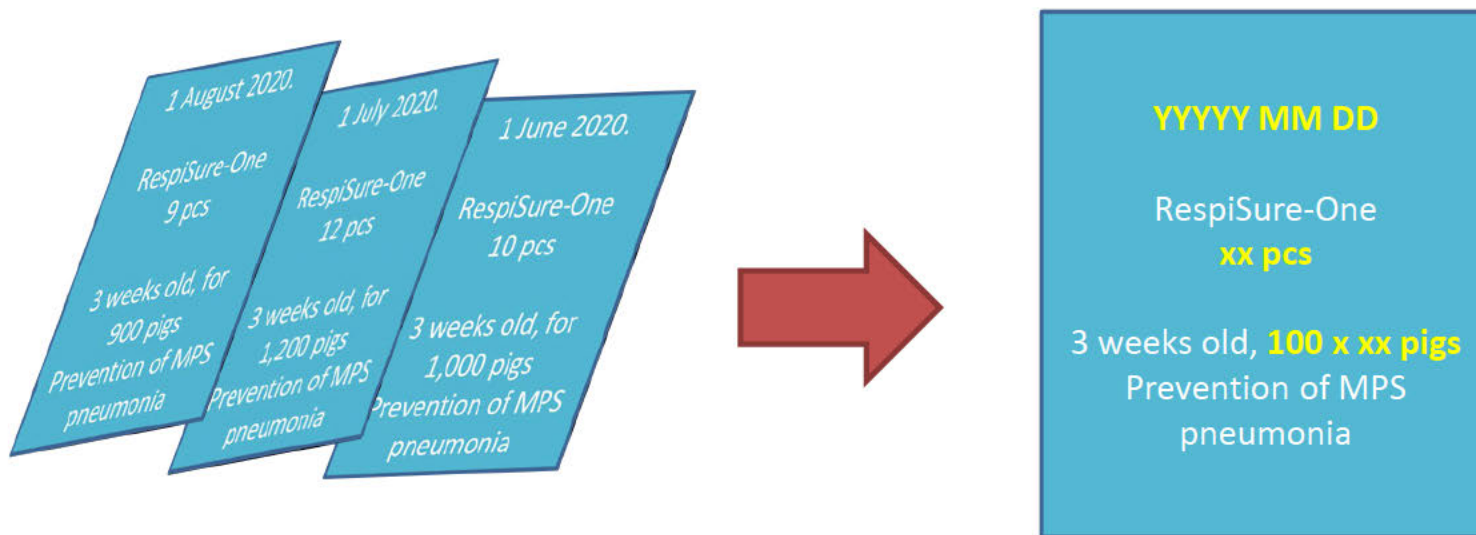 1 August 2020.
RespiSure-One
9 pcs
3 weeks old, for
900 pigs
Prevention of MPS
pneumonia
1 July 2020.
RespiSure-One
12 pcs
3 weeks old, for
1,200 pigs
Prevention of MPS
pneumonia
1 June 2020.
RespiSure-One
10 pcs
3 weeks old, for
1,000 pigs
Prevention of MPS
pneumonia
YYYYY MM DD
RespiSure-One
xx pcs
3 weeks old, 100 x xx pigs
Prevention of MPS
pneumonia